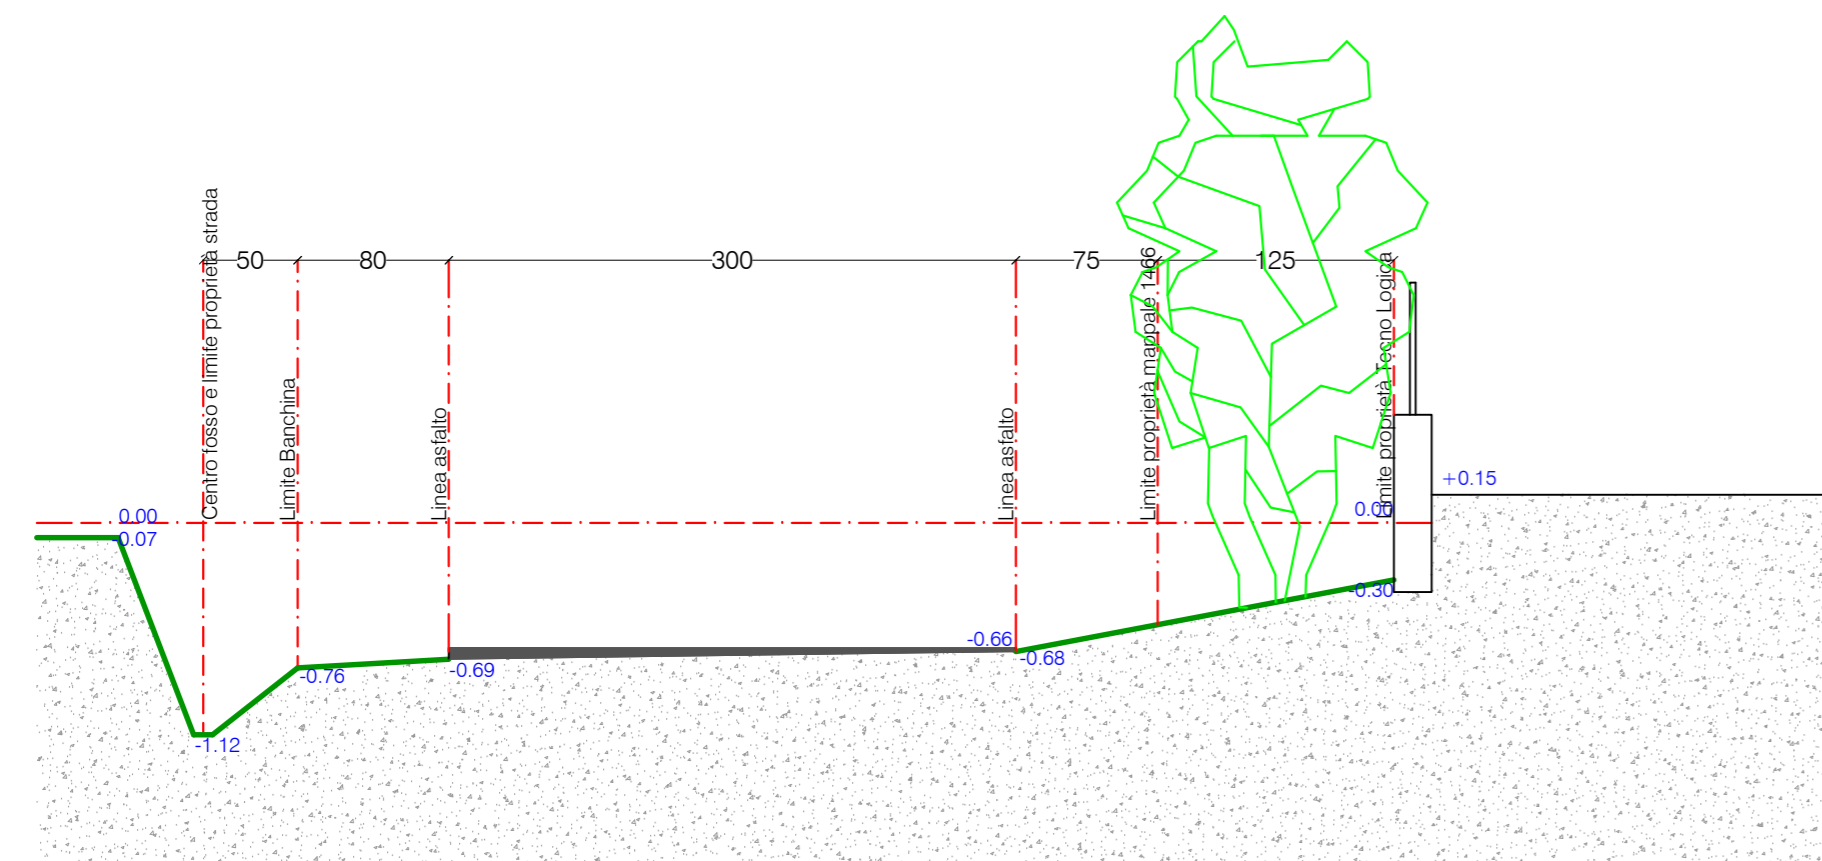 50
80
300
75
125
Centro fosso e limite proprietà strada
Limite Banchina
Linea asfalto
Linea asfalto
Limite proprietà mappale 1466
Limite proprietà Tecno Logica
+0.15
0.00
0.00
-0.07
-0.30
-0.66
-0.68
-0.69
-0.76
-1.12